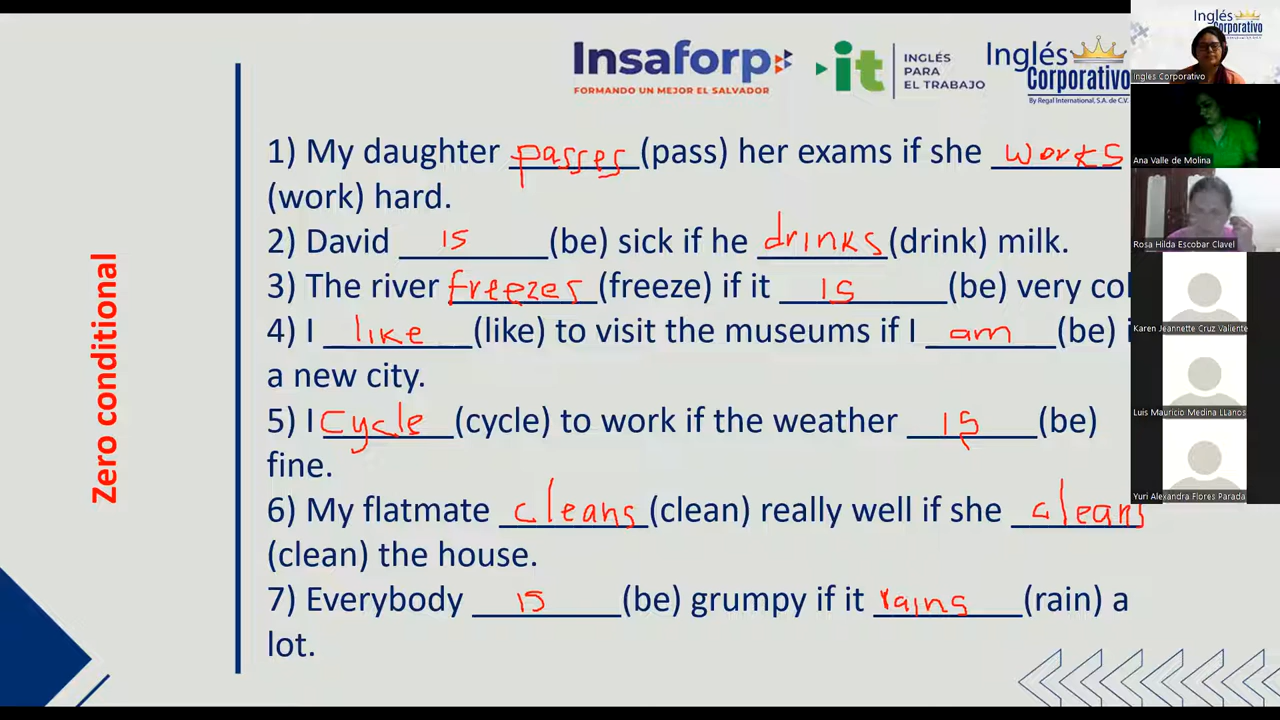 Insaforp
FORMANDO UN MEJOR EL SALVADOR
it
INGLÉS
PARA
EL TRABAJO
Inglés
Corporativo
By Regal International, S.A. de C.V.
Inglés
Corporativo
Ingles Corporativo
Ana Valle de Molina
Rosa Hilda Escobar Clavel
Karen Jeannette Cruz Valiente
Luis Mauricio Medina LLanos
Yuri Alexandra Flores Parada
Zero conditional
1) My daughter passes (pass) her exams if she works
(work) hard.
2) David is (be) sick if he drinks (drink) milk.
3) The river freezes (freeze) if it is (be) very col
4) I like (like) to visit the museums if I am (be) i
a new city.
5) I cycle (cycle) to work if the weather is (be)
fine.
6) My flatmate cleans (clean) really well if she cleans
(clean) the house.
7) Everybody is (be) grumpy if it rains (rain) a
lot.